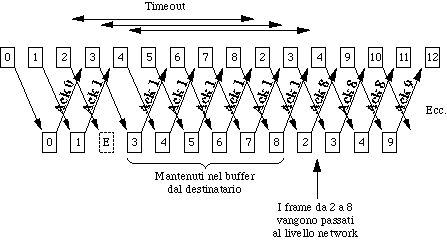 Timeout
0 1 2 3 4 5 6 7 8 2 3 4 9 10 11 12
Ack 0 Ack 1 Ack 1 Ack 1 Ack 1 Ack 1 Ack 1 Ack 1 Ack 8 Ack 8 Ack 8 Ack 9
Ecc.
0 1 E 3 4 5 6 7 8 2 3 4 9
Mantenuti nel buffer
dal destinatario
I frame da 2 a 8
vangono passati
al livello network